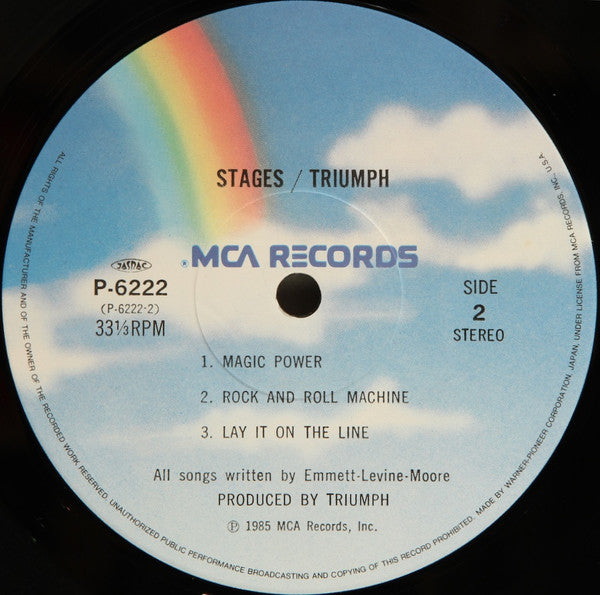 STAGES / TRIUMPH
® MCA RECORDS
JASRAC
P-6222
(P-6222-2)
33⅓RPM
SIDE
2
STEREO
1. MAGIC POWER
2. ROCK AND ROLL MACHINE
3. LAY IT ON THE LINE
All songs written by Emmett-Levine-Moore
PRODUCED BY TRIUMPH
℗ 1985 MCA Records, Inc.
ALL RIGHTS OF THE MANUFACTURER AND OF THE OWNER OF THE RECORDED WORK RESERVED. UNAUTHORIZED PUBLIC PERFORMANCE BROADCASTING AND COPYING OF THIS RECORD PROHIBITED. MADE BY WARNER-PIONEER CORPORATION, JAPAN, UNDER LICENSE FROM MCA RECORDS, INC., U.S.A.